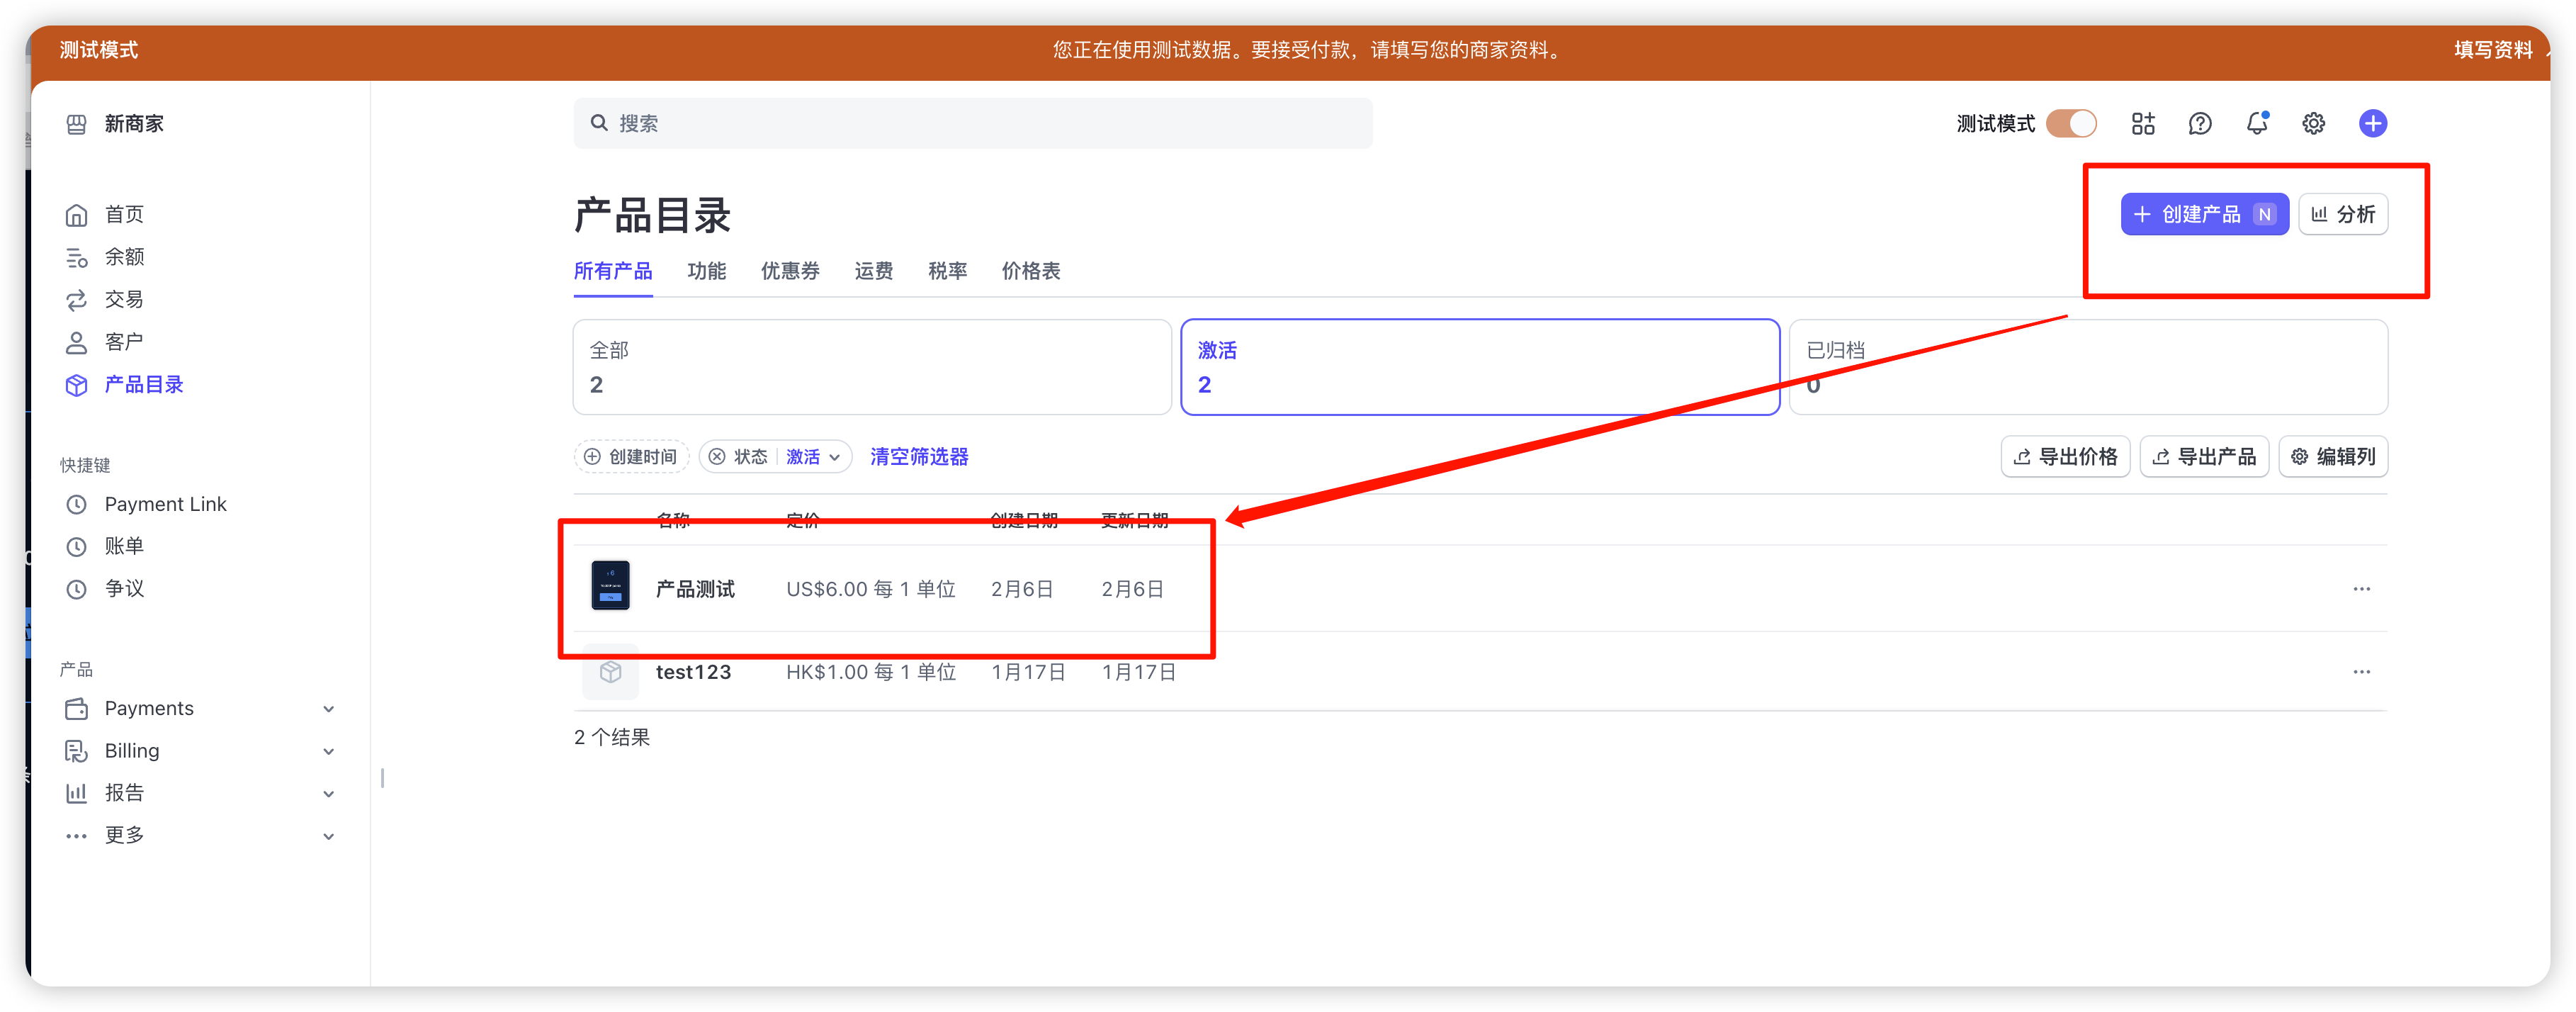 测试模式
您正在使用测试数据。要接受付款，请填写您的商家资料。
填写资料
新商家
搜索
测试模式
首页
余额
交易
客户
产品目录
快捷键
Payment Link
账单
争议
产品
Payments
Billing
报告
更多
产品目录
创建产品 N
分析
所有产品 功能 优惠券 运费 税率 价格表
全部
2
激活
2
已归档
0
创建时间
状态 激活
清空筛选器
导出价格
导出产品
编辑列
名称 定价 创建日期 更新日期
产品测试 US$6.00 每 1 单位 2月6日 2月6日
test123 HK$1.00 每 1 单位 1月17日 1月17日
2 个结果